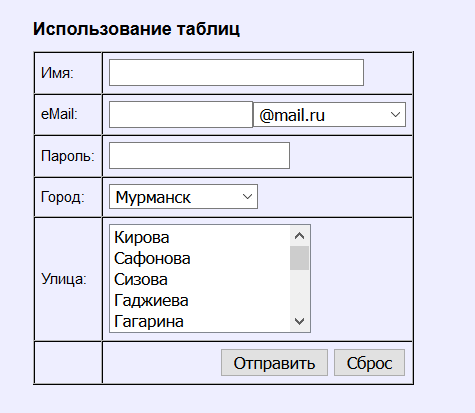 Использование таблиц
Имя:
eMail: @mail.ru
Пароль:
Город: Мурманск
Улица:
Кирова
Сафонова
Сизова
Гаджиева
Гагарина
Отправить Сброс